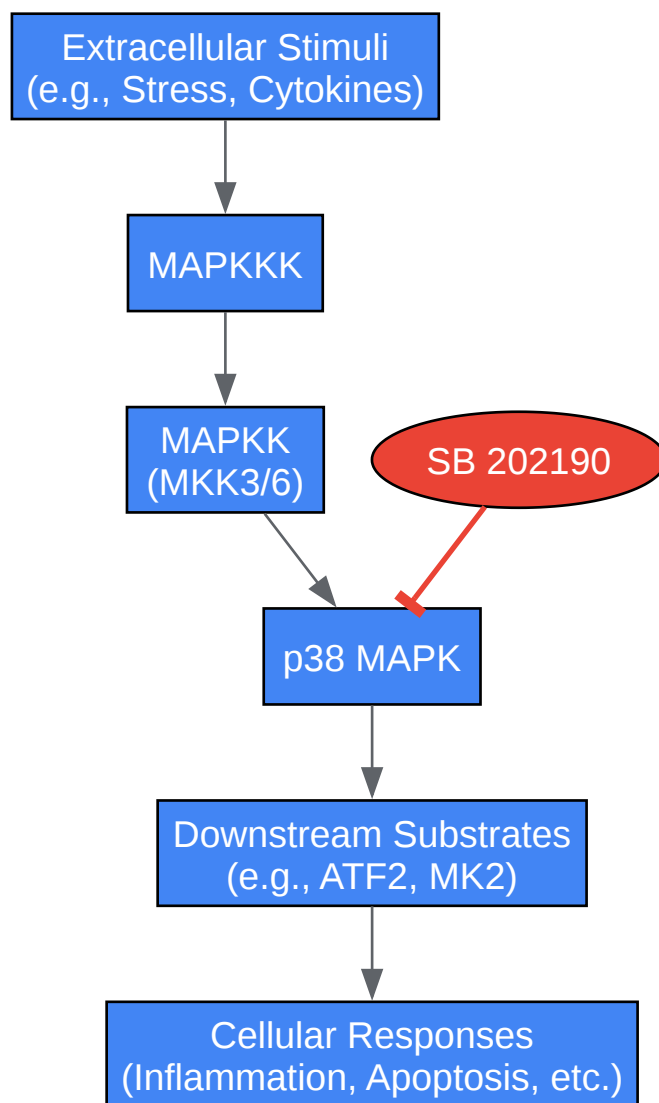 Extracellular Stimuli
(e.g., Stress, Cytokines)
MAPKKK
MAPKK
(MKK3/6)
SB 202190
p38 MAPK
Downstream Substrates
(e.g., ATF2, MK2)
Cellular Responses
(Inflammation, Apoptosis, etc.)